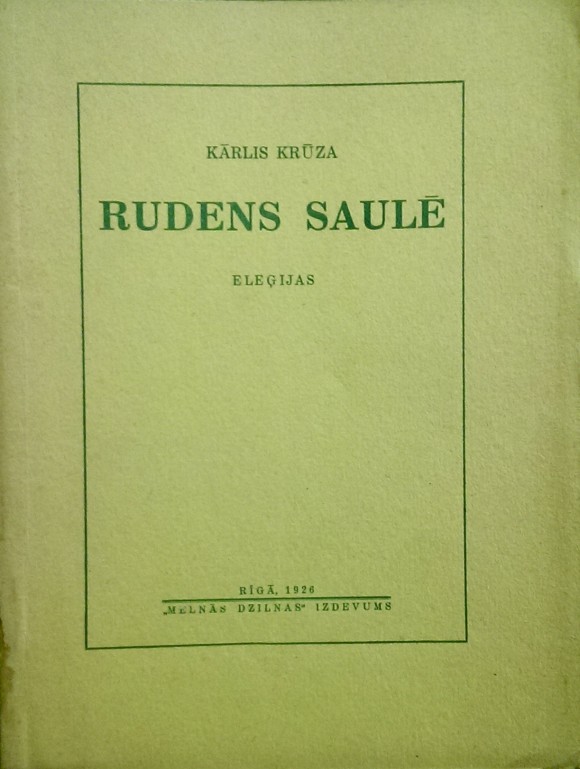 KĀRLIS KRŪZA
RUDENS SAULĒ
ELEĢIJAS
RĪGĀ, 1926
„MELNĀS DZILNAS“ IZDEVUMS